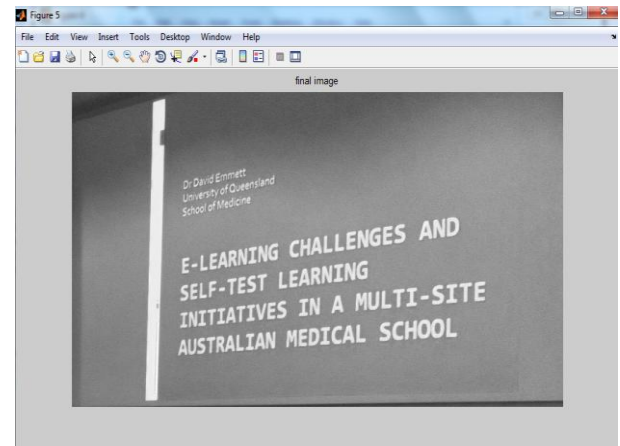 Figure 5
File Edit View Insert Tools Desktop Window Help
final image
Dr David Emmett
University of Queensland
School of Medicine
E-LEARNING CHALLENGES AND
SELF-TEST LEARNING
INITIATIVES IN A MULTI-SITE
AUSTRALIAN MEDICAL SCHOOL